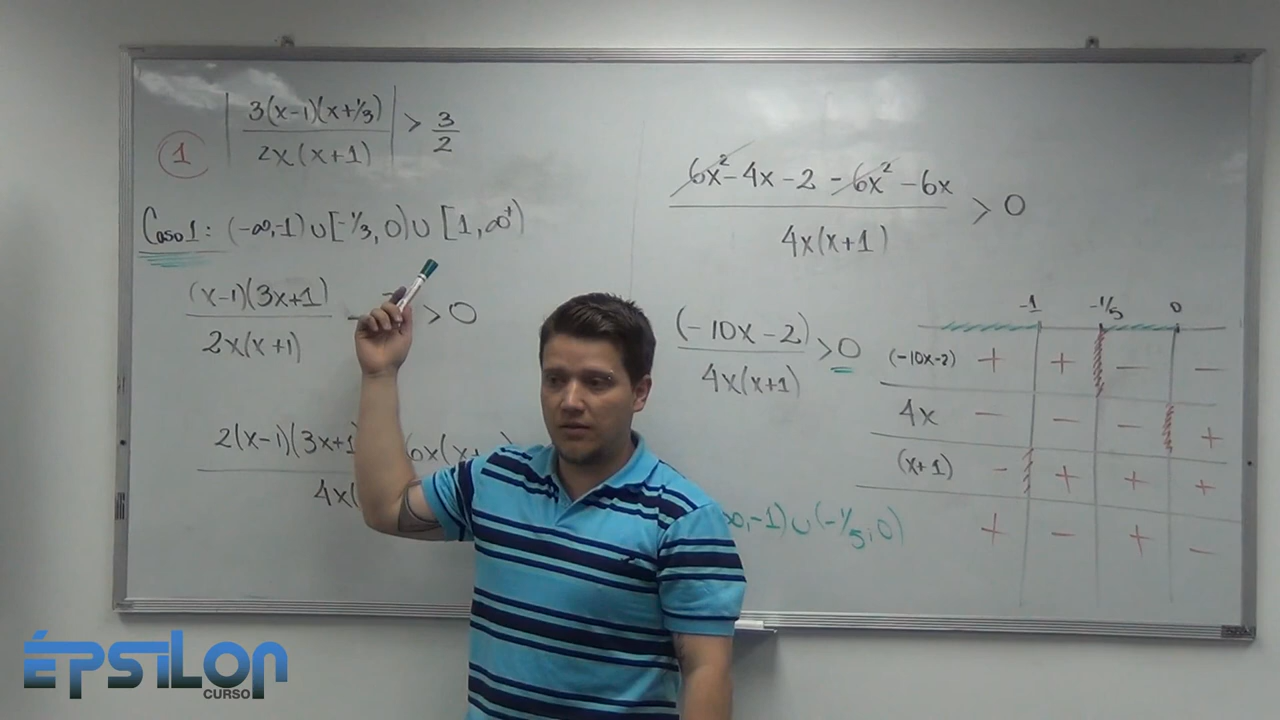 1 | 3(x-1)(x+1/3) / 2x(x+1) | > 3/2
Caso 1: (-∞,-1) ∪ [-1/3, 0) ∪ [1, ∞⁺)
(x-1)(3x+1) / 2x(x+1) - > 0
2(x-1)(3x+1 6x(x+
4x(
6x² - 4x - 2 - 6x² - 6x / 4x(x+1) > 0
(-10x-2) / 4x(x+1) > 0
∞,-1) ∪ (-1/5, 0)
-1 -1/5 0
(-10x-2) + + - -
4x - - - +
(x+1) - + + +
+ - + -
ÉPSILON
CURSO